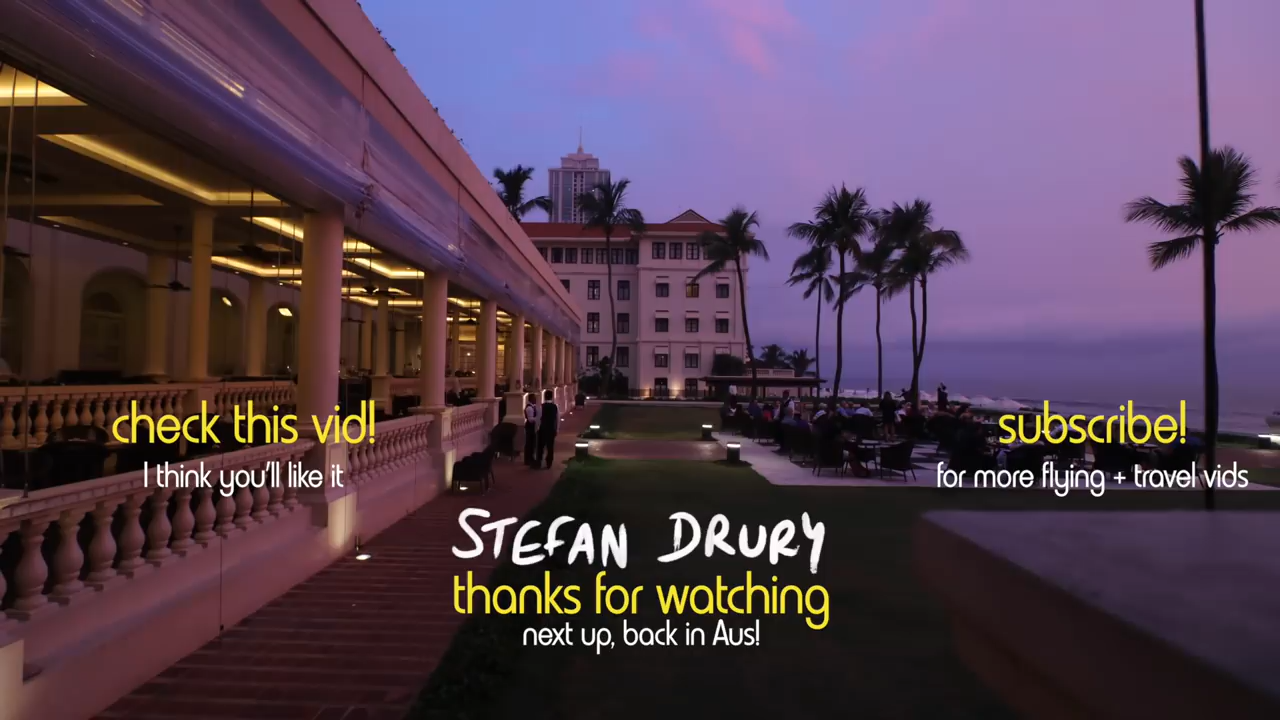 check this vid!
I think you'll like it
subscribe!
for more flying + travel vids
STEFAN DRURY
thanks for watching
next up, back in Aus!